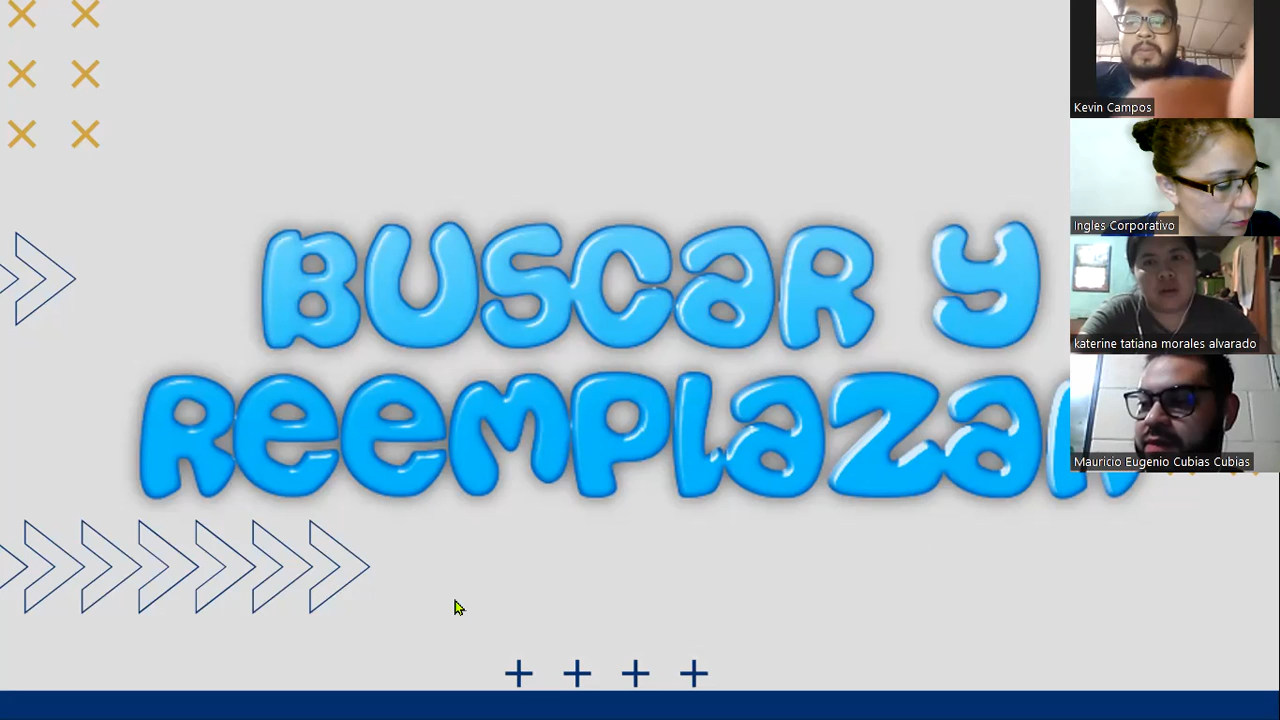 BUSCAR Y
REEMPLAZAR
Kevin Campos
Ingles Corporativo
katerine tatiana morales alvarado
Mauricio Eugenio Cubias Cubias